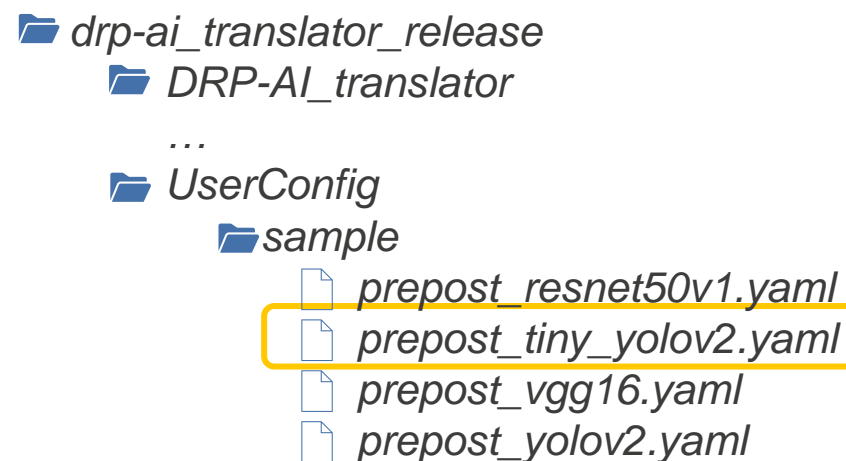 drp-ai_translator_release
DRP-AI_translator
…
UserConfig
sample
prepost_resnet50v1.yaml
prepost_tiny_yolov2.yaml
prepost_vgg16.yaml
prepost_yolov2.yaml